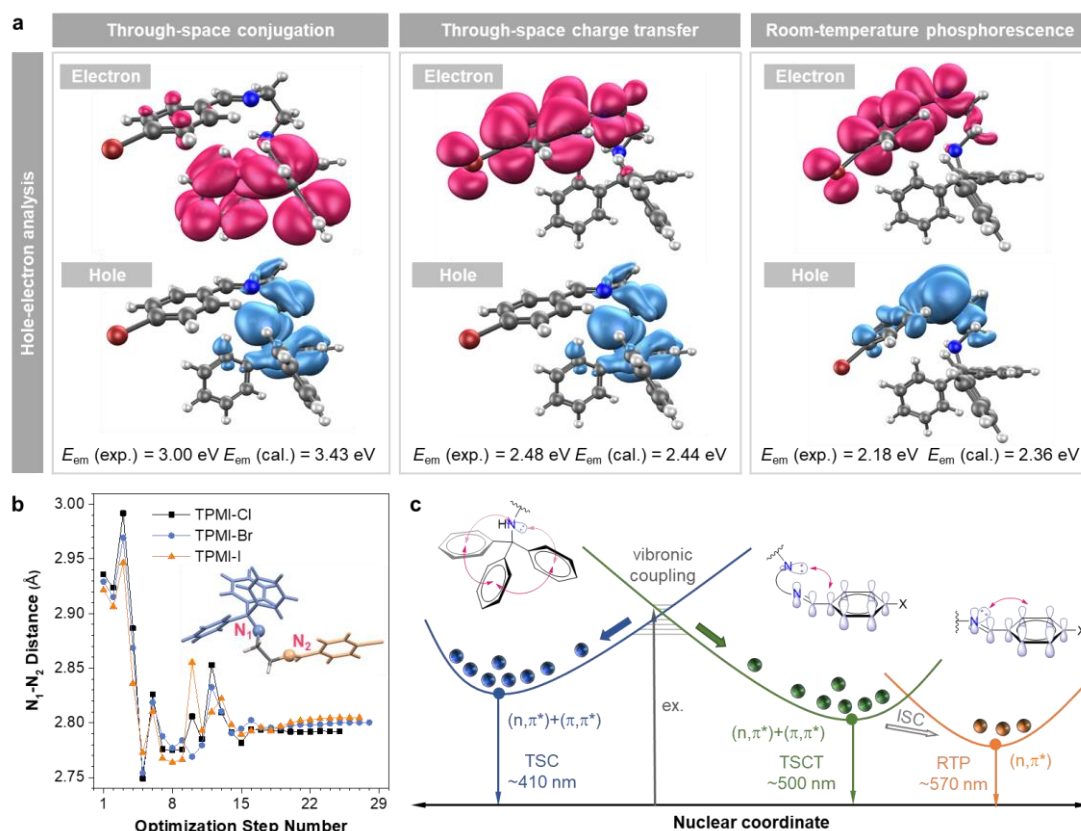 a
Through-space conjugation
Through-space charge transfer
Room-temperature phosphorescence
Hole-electron analysis
Electron
Electron
Electron
Hole
Hole
Hole
E_em (exp.) = 3.00 eV E_em (cal.) = 3.43 eV
E_em (exp.) = 2.48 eV E_em (cal.) = 2.44 eV
E_em (exp.) = 2.18 eV E_em (cal.) = 2.36 eV
b
N₁-N₂ Distance (Å)
3.00
2.95
2.90
2.85
2.80
2.75
TPMI-Cl
TPMI-Br
TPMI-I
N₁
N₂
1 8 15 22 29
Optimization Step Number
c
HN
vibronic
coupling
N
N
X
N
X
ex.
(n,π*)+(π,π*)
TSC
~410 nm
(n,π*)+(π,π*)
TSCT
~500 nm
ISC
RTP
~570 nm
(n,π*)
Nuclear coordinate